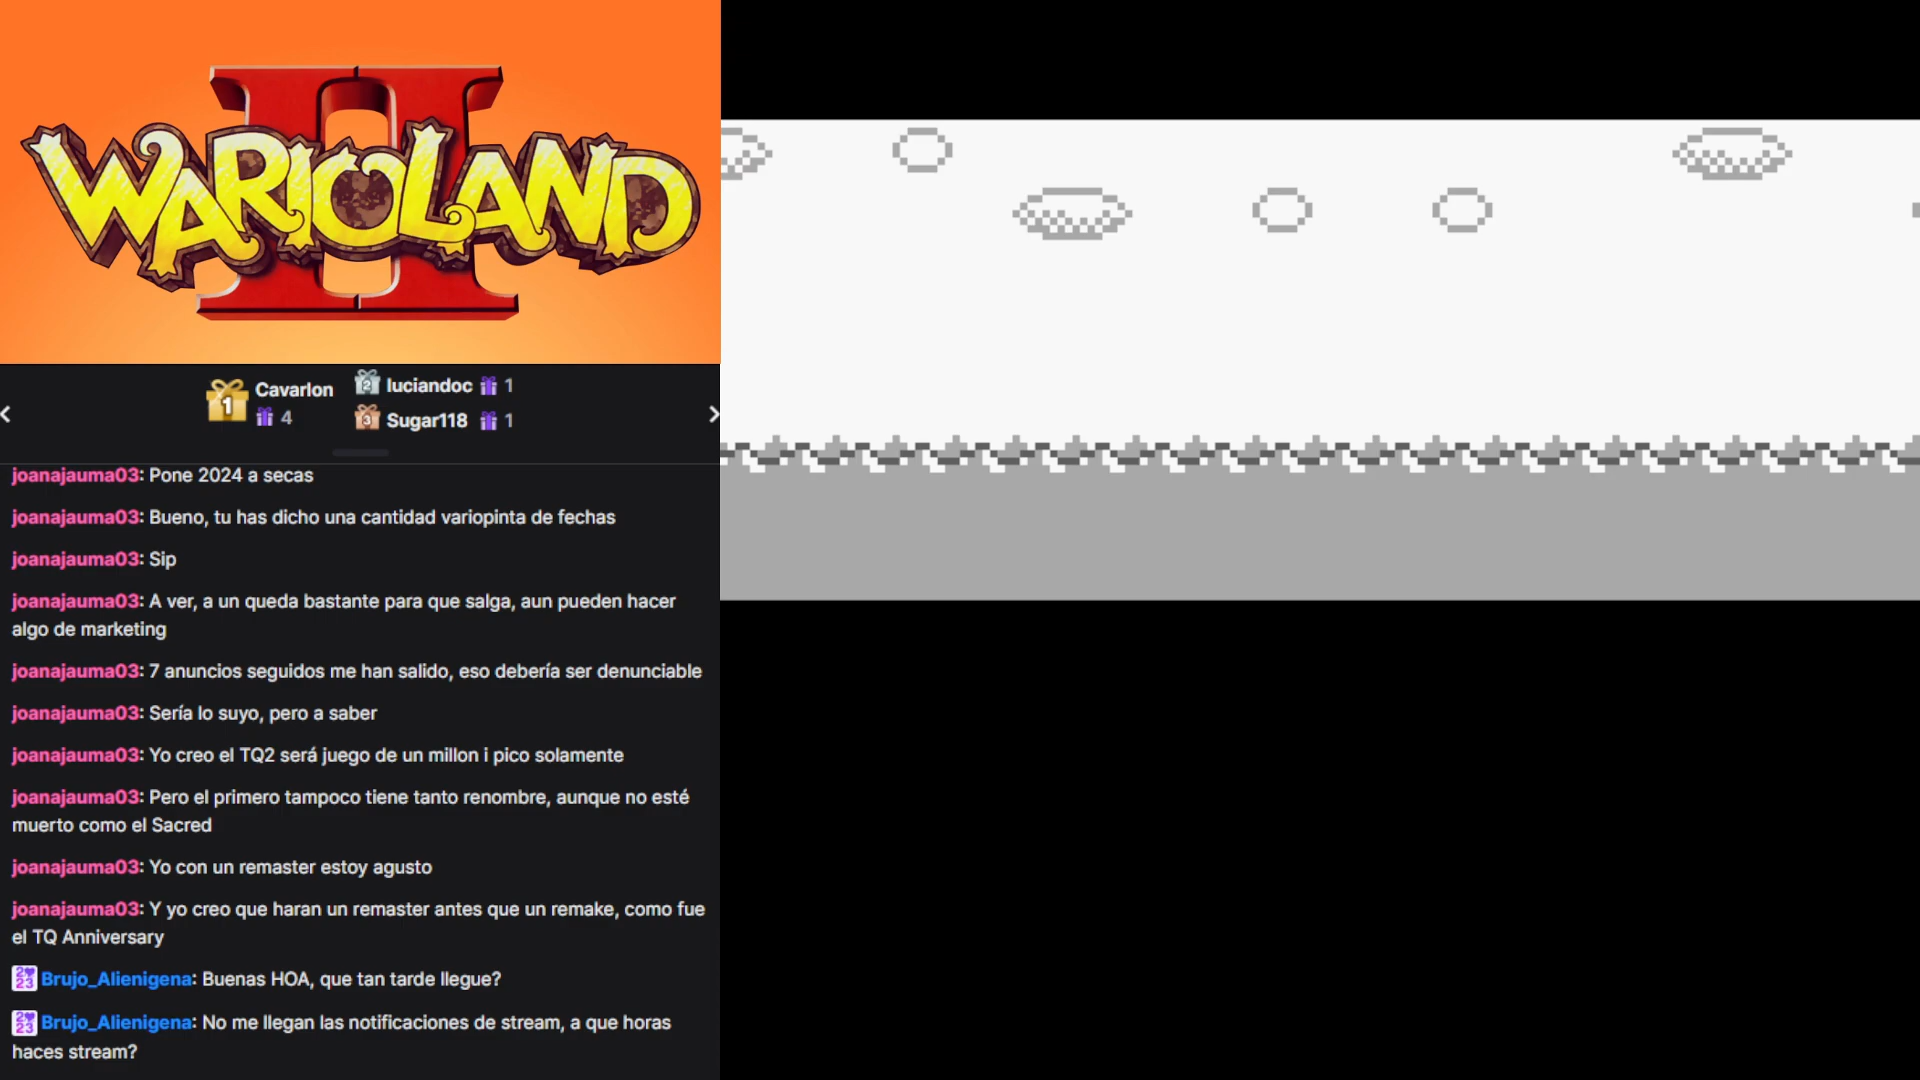 II
WARIOLAND
1 Cavarlon
4
2 luciandoc 1
3 Sugar118 1
joanajauma03: Pone 2024 a secas
joanajauma03: Bueno, tu has dicho una cantidad variopinta de fechas
joanajauma03: Sip
joanajauma03: A ver, a un queda bastante para que salga, aun pueden hacer
algo de marketing
joanajauma03: 7 anuncios seguidos me han salido, eso debería ser denunciable
joanajauma03: Sería lo suyo, pero a saber
joanajauma03: Yo creo el TQ2 será juego de un millon i pico solamente
joanajauma03: Pero el primero tampoco tiene tanto renombre, aunque no esté
muerto como el Sacred
joanajauma03: Yo con un remaster estoy agusto
joanajauma03: Y yo creo que haran un remaster antes que un remake, como fue
el TQ Anniversary
Brujo_Alienigena: Buenas HOA, que tan tarde llegue?
Brujo_Alienigena: No me llegan las notificaciones de stream, a que horas
haces stream?